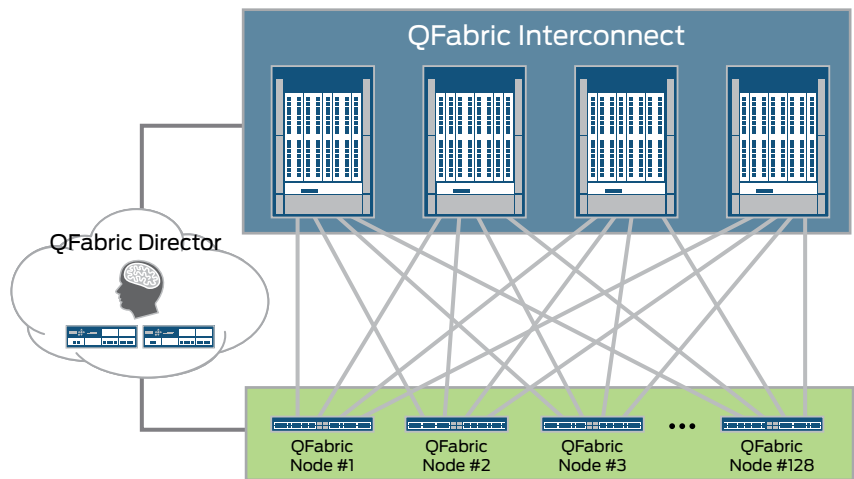 QFabric Interconnect
QFabric Director
QFabric
Node #1
QFabric
Node #2
QFabric
Node #3
•••
QFabric
Node #128